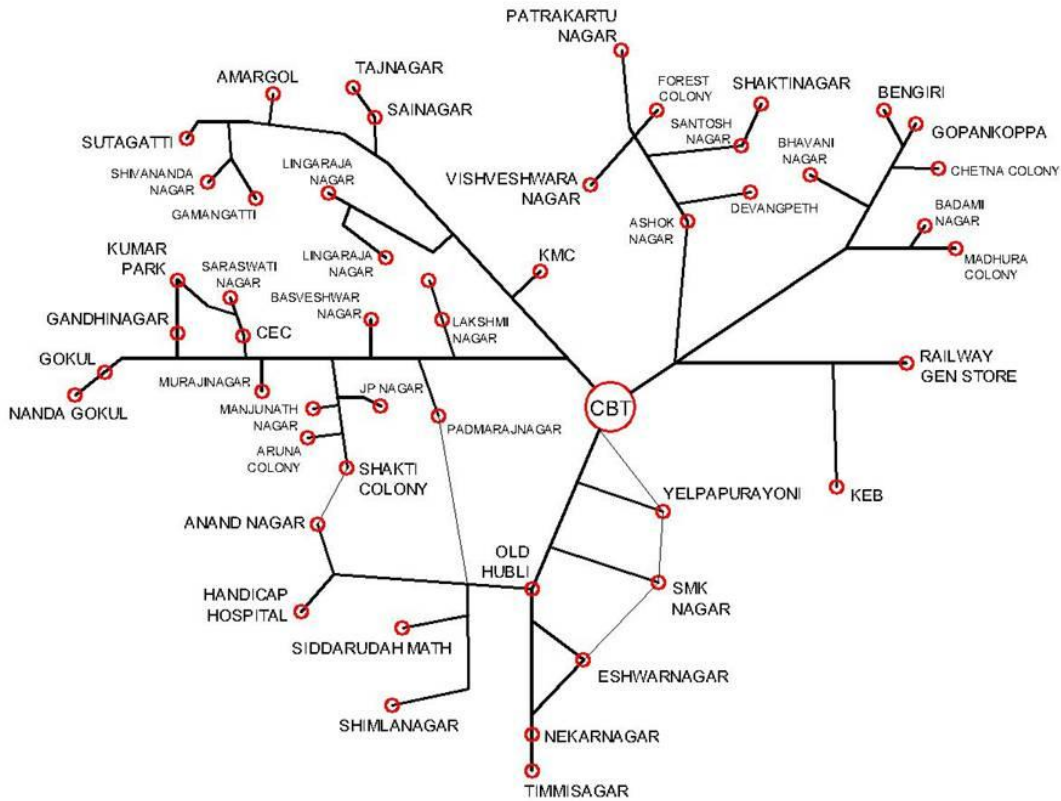 PATRAKARTU
NAGAR
TAJNAGAR
AMARGOL
SAINAGAR
FOREST
COLONY
SHAKTINAGAR
BENGIRI
SUTAGATTI
SANTOSH
NAGAR
GOPANKOPPA
SHIVANANDA
NAGAR
LINGARAJA
NAGAR
BHAVANI
NAGAR
CHETNA COLONY
VISHVESHWARA
NAGAR
GAMANGATTI
DEVANGPETH
BADAMI
NAGAR
ASHOK
NAGAR
KUMAR
PARK
SARASWATI
NAGAR
LINGARAJA
NAGAR
KMC
MADHURA
COLONY
BASVESHWAR
NAGAR
GANDHINAGAR
CEC
LAKSHMI
NAGAR
GOKUL
RAILWAY
GEN STORE
MURAJINAGAR
JP NAGAR
NANDA GOKUL
MANJUNATH
NAGAR
CBT
PADMARAJNAGAR
ARUNA
COLONY
SHAKTI
COLONY
YELPAPURAYONI
KEB
ANAND NAGAR
OLD
HUBLI
HANDICAP
HOSPITAL
SMK
NAGAR
SIDDARUDAH MATH
ESHWARNAGAR
SHIMLANAGAR
NEKARNAGAR
TIMMISAGAR